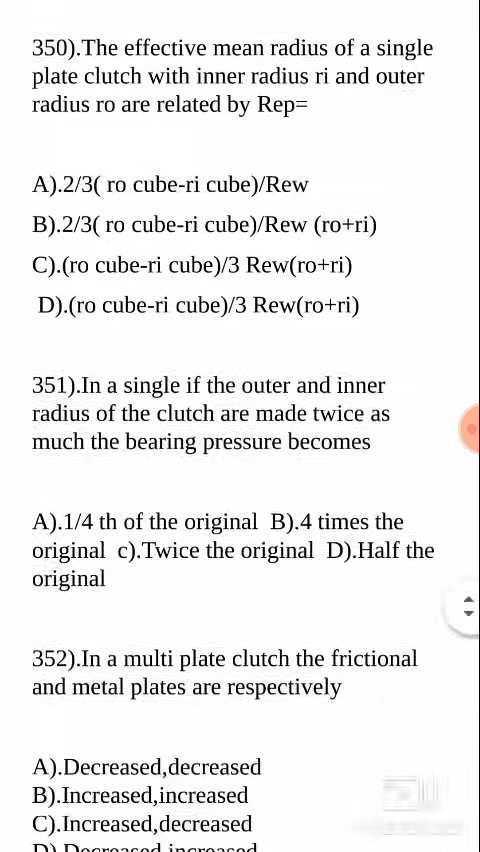 350).The effective mean radius of a single
plate clutch with inner radius ri and outer
radius ro are related by Rep=
A).2/3( ro cube-ri cube)/Rew
B).2/3( ro cube-ri cube)/Rew (ro+ri)
C).(ro cube-ri cube)/3 Rew(ro+ri)
D).(ro cube-ri cube)/3 Rew(ro+ri)
351).In a single if the outer and inner
radius of the clutch are made twice as
much the bearing pressure becomes
A).1/4 th of the original  B).4 times the
original  c).Twice the original  D).Half the
original
352).In a multi plate clutch the frictional
and metal plates are respectively
A).Decreased,decreased
B).Increased,increased
C).Increased,decreased
D).Decreased,increased